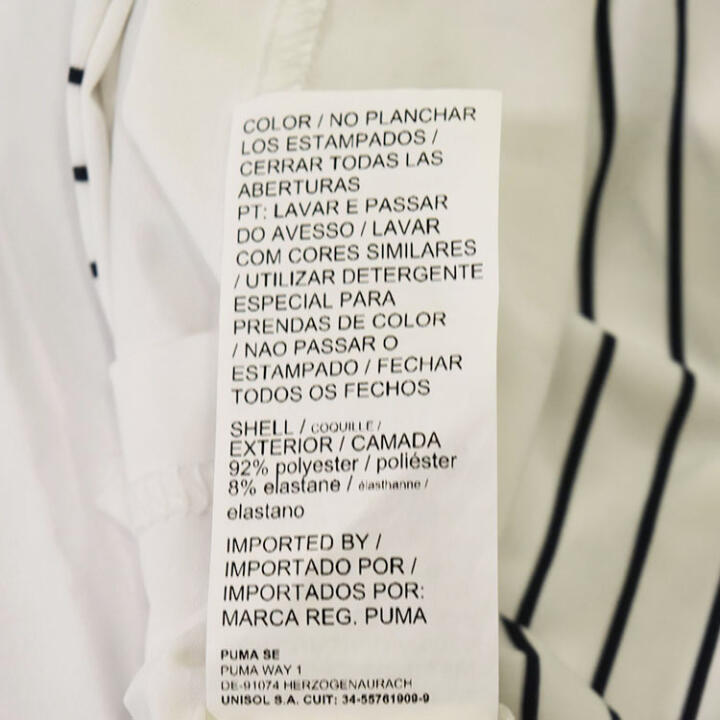 COLOR / NO PLANCHAR
LOS ESTAMPADOS /
CERRAR TODAS LAS
ABERTURAS
PT: LAVAR E PASSAR
DO AVESSO / LAVAR
COM CORES SIMILARES
/ UTILIZAR DETERGENTE
ESPECIAL PARA
PRENDAS DE COLOR
/ NAO PASSAR O
ESTAMPADO / FECHAR
TODOS OS FECHOS
SHELL / COQUILLE /
EXTERIOR / CAMADA
92% polyester / poliéster
8% elastane / élasthanne /
elastano
IMPORTED BY /
IMPORTADO POR /
IMPORTADOS POR:
MARCA REG. PUMA
PUMA SE
PUMA WAY 1
DE-91074 HERZOGENAURACH
UNISOL S.A. CUIT: 34-55761909-9